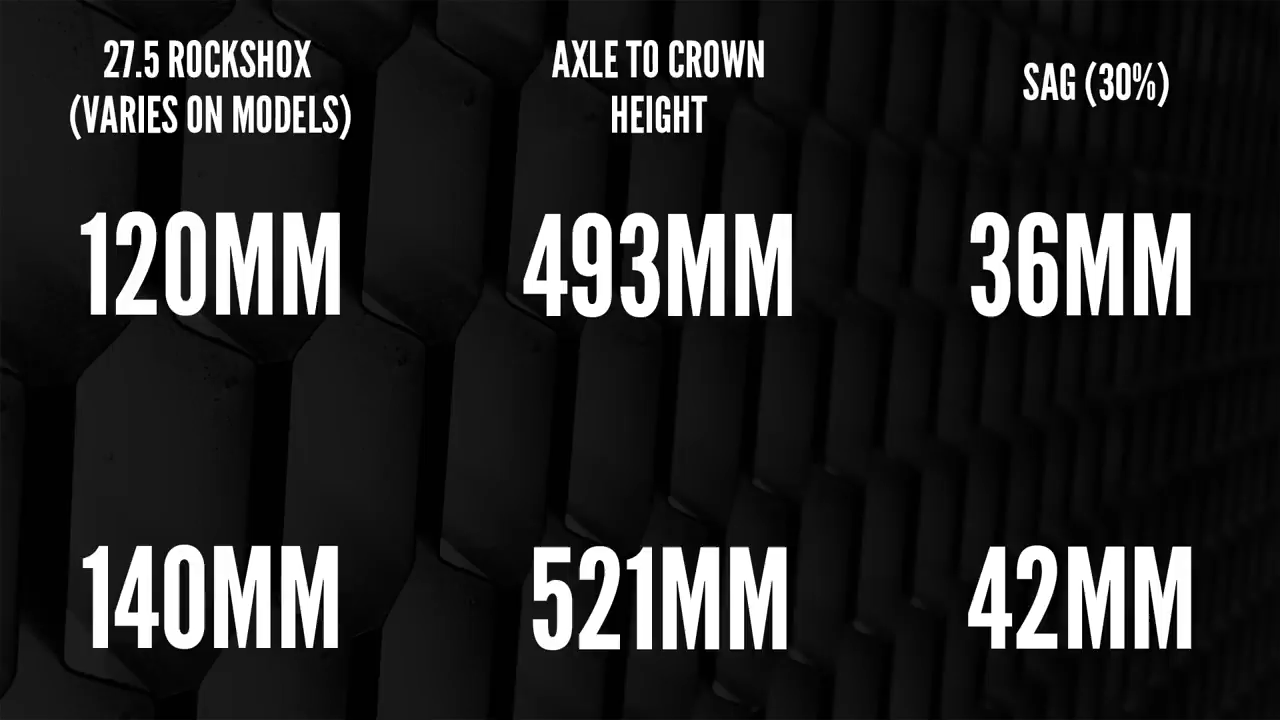 27.5 ROCKSHOX
(VARIES ON MODELS)
AXLE TO CROWN
HEIGHT
SAG (30%)
120MM
493MM
36MM
140MM
521MM
42MM